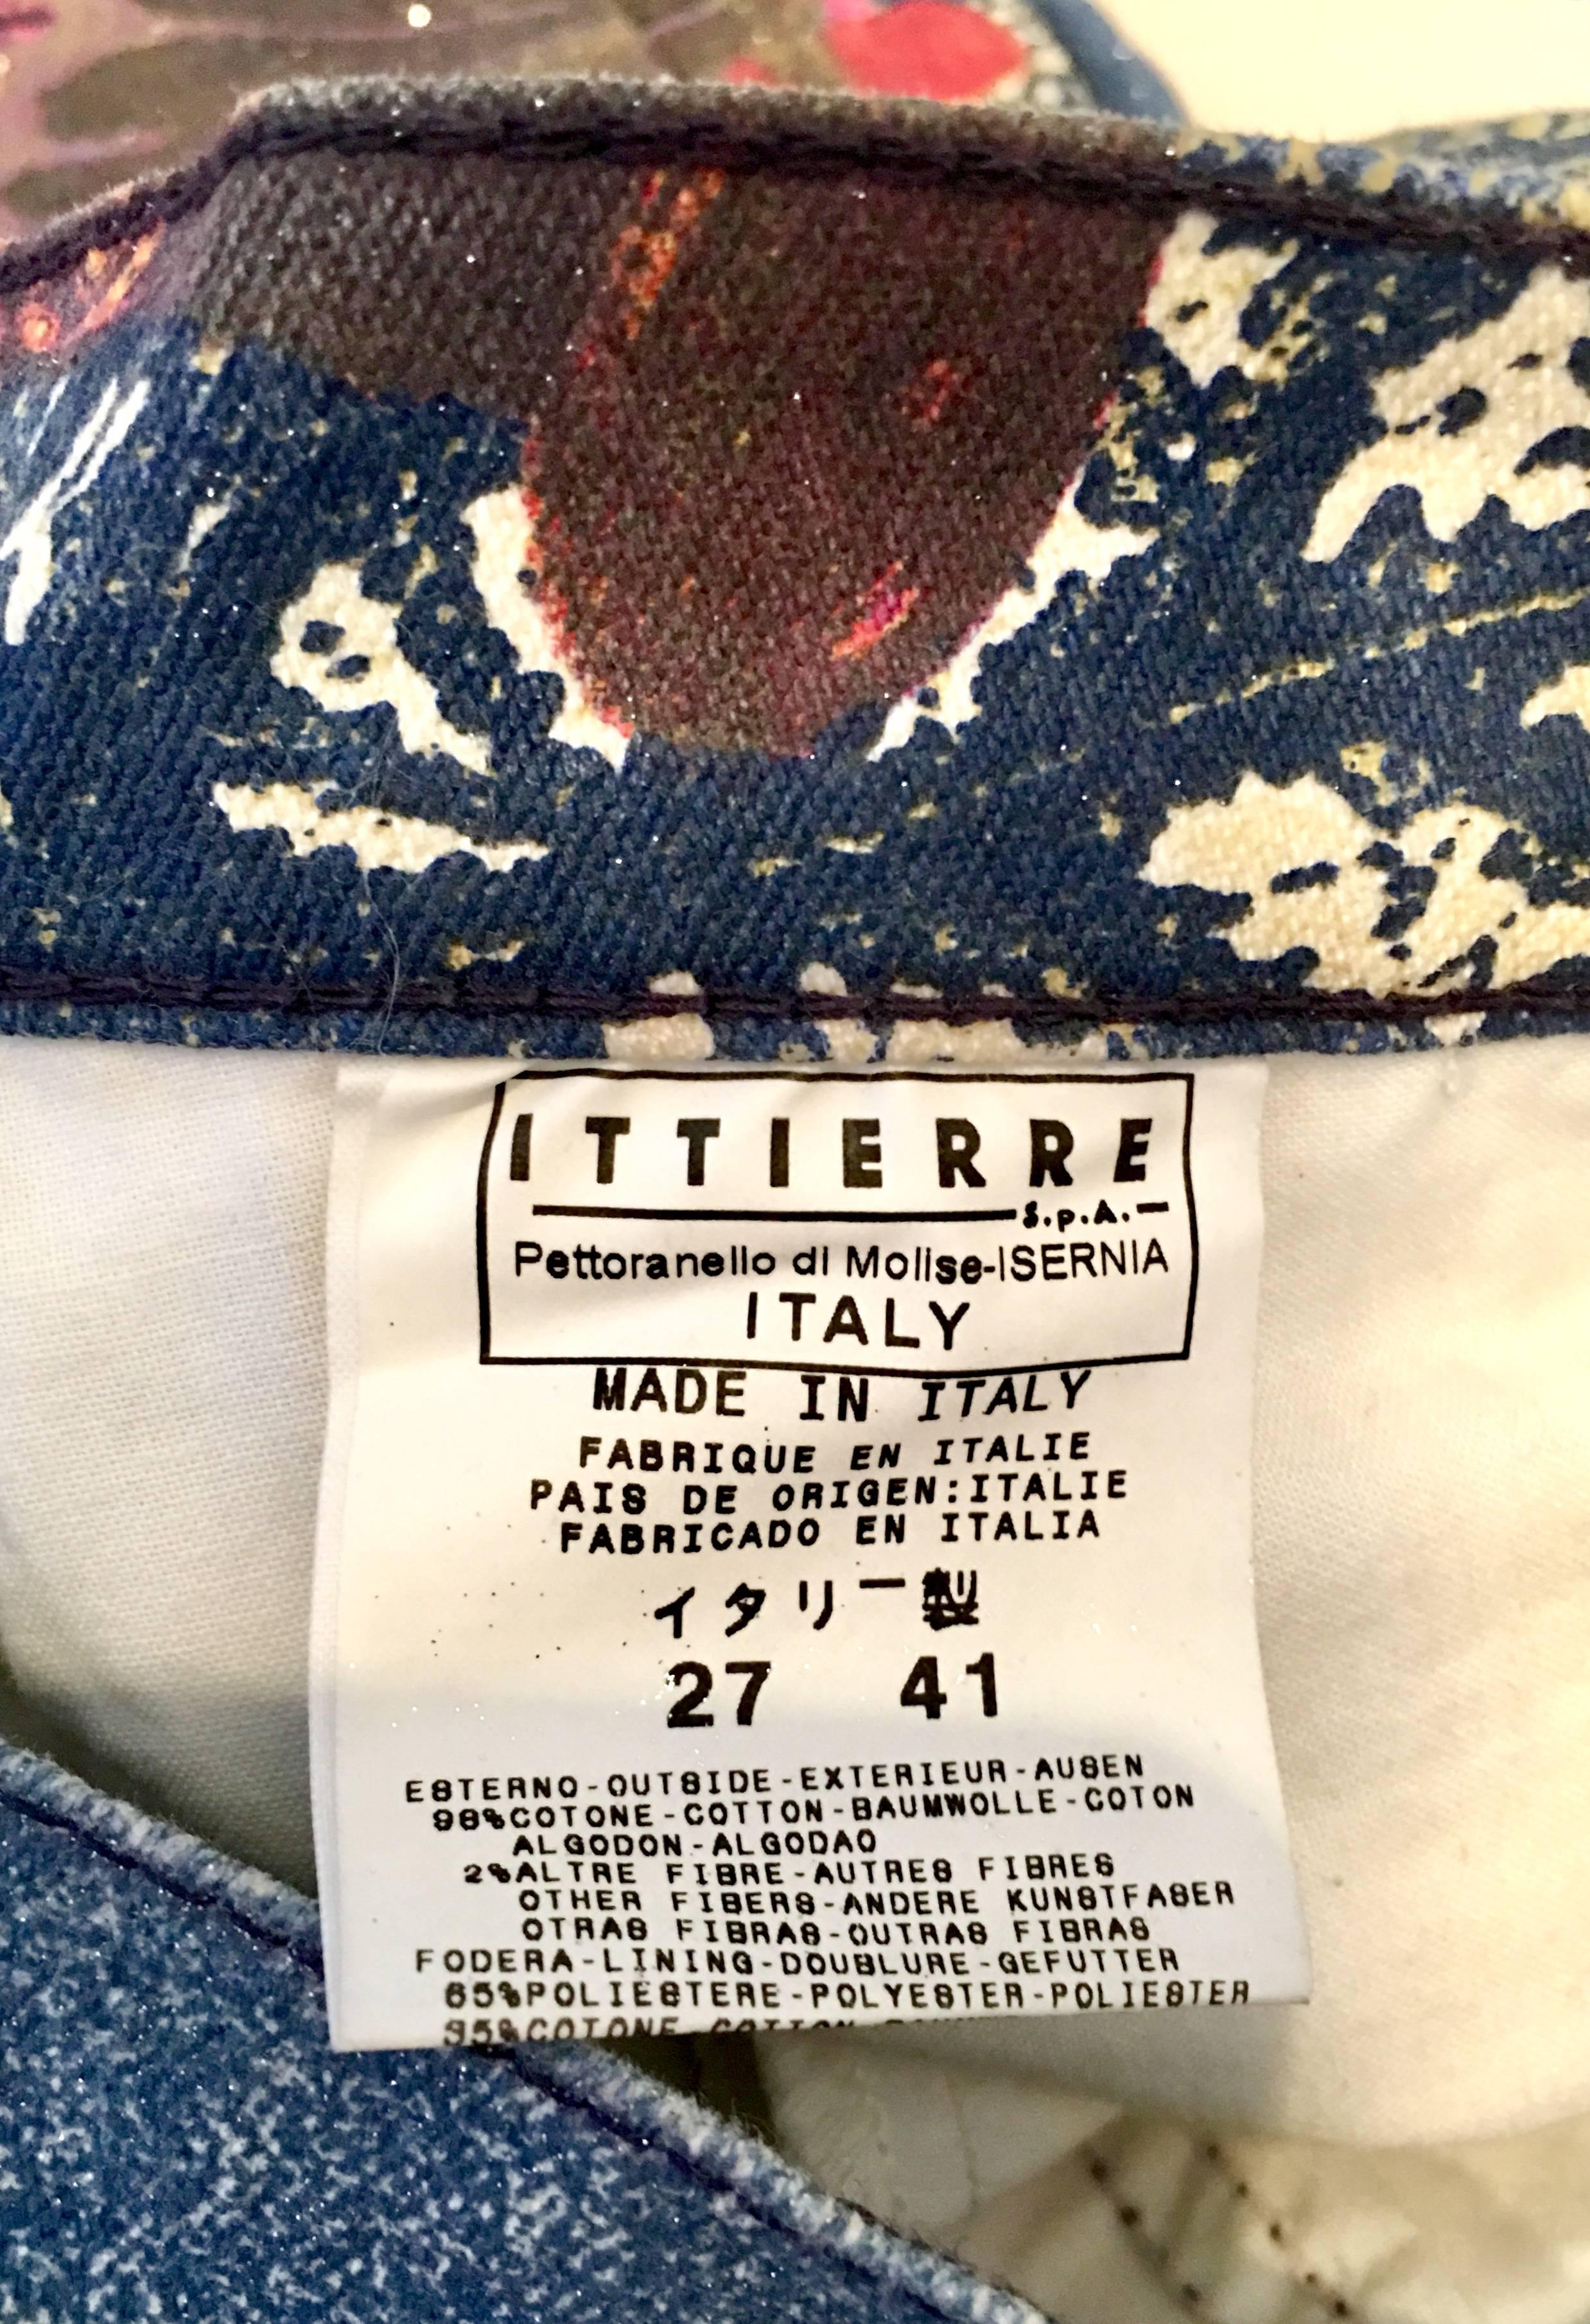 ITTIERRE
S.p.A.
Pettoranello di Molise-ISERNIA
ITALY
MADE IN ITALY
FABRIQUE EN ITALIE
PAIS DE ORIGEN:ITALIE
FABRICADO EN ITALIA
イタリー製
27 41
ESTERNO-OUTSIDE-EXTERIEUR-AUSEN
98%COTONE-COTTON-BAUMWOLLE-COTON
ALGODON-ALGODAO
2%ALTRE FIBRE-AUTRES FIBRES
OTHER FIBERS-ANDERE KUNSTFASER
OTRAS FIBRAS-OUTRAS FIBRAS
FODERA-LINING-DOUBLURE-GEFUTTER
65%POLIESTERE-POLYESTER-POLIESTER
35%COTONE COTTON